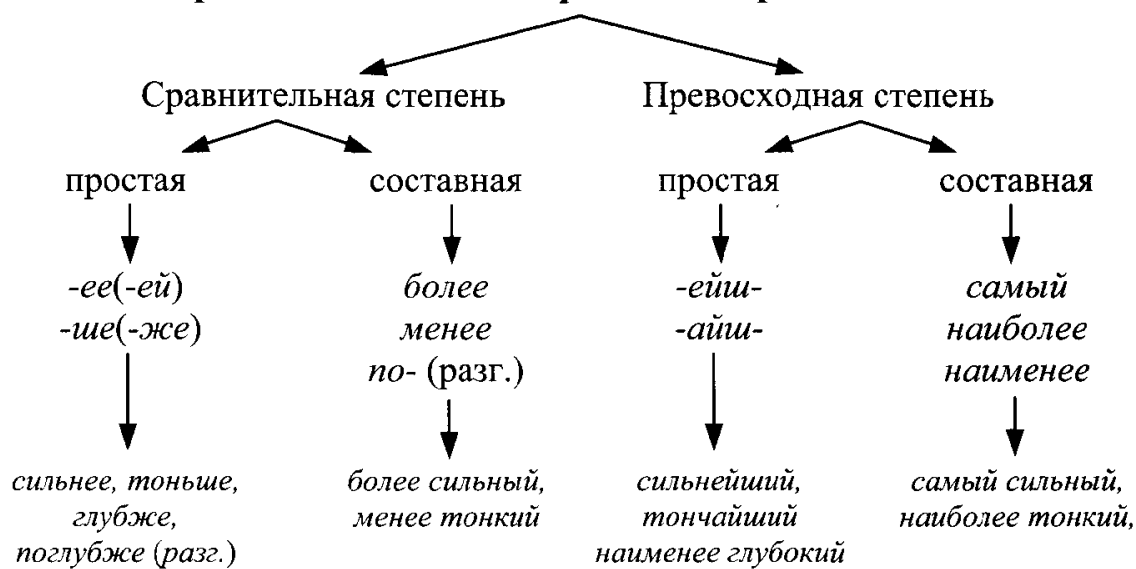 Сравнительная степень Превосходная степень
простая составная простая составная
-ее(-ей) более -ейш- самый
-ше(-же) менее -айш- наиболее
по- (разг.) наименее
сильнее, тоньше, более сильный, сильнейший, самый сильный,
глубже, менее тонкий тончайший наиболее тонкий,
поглубже (разг.) наименее глубокий